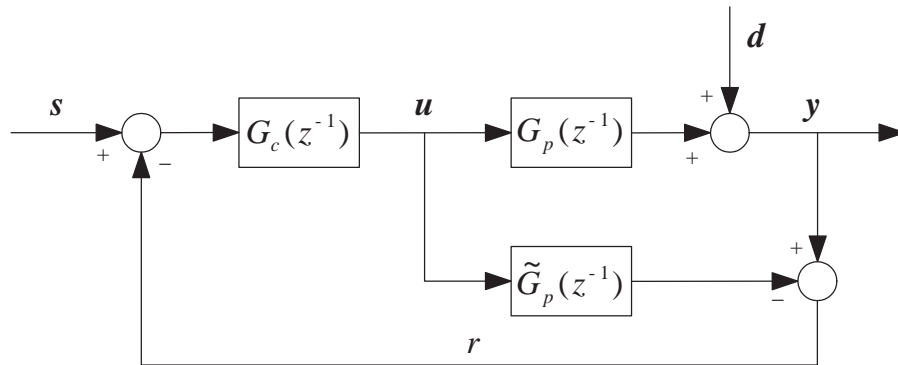 d
s
u
y
+
+
+
+
−
G_c(z^{-1})
G_p(z^{-1})
+
−
G̃_p(z^{-1})
r